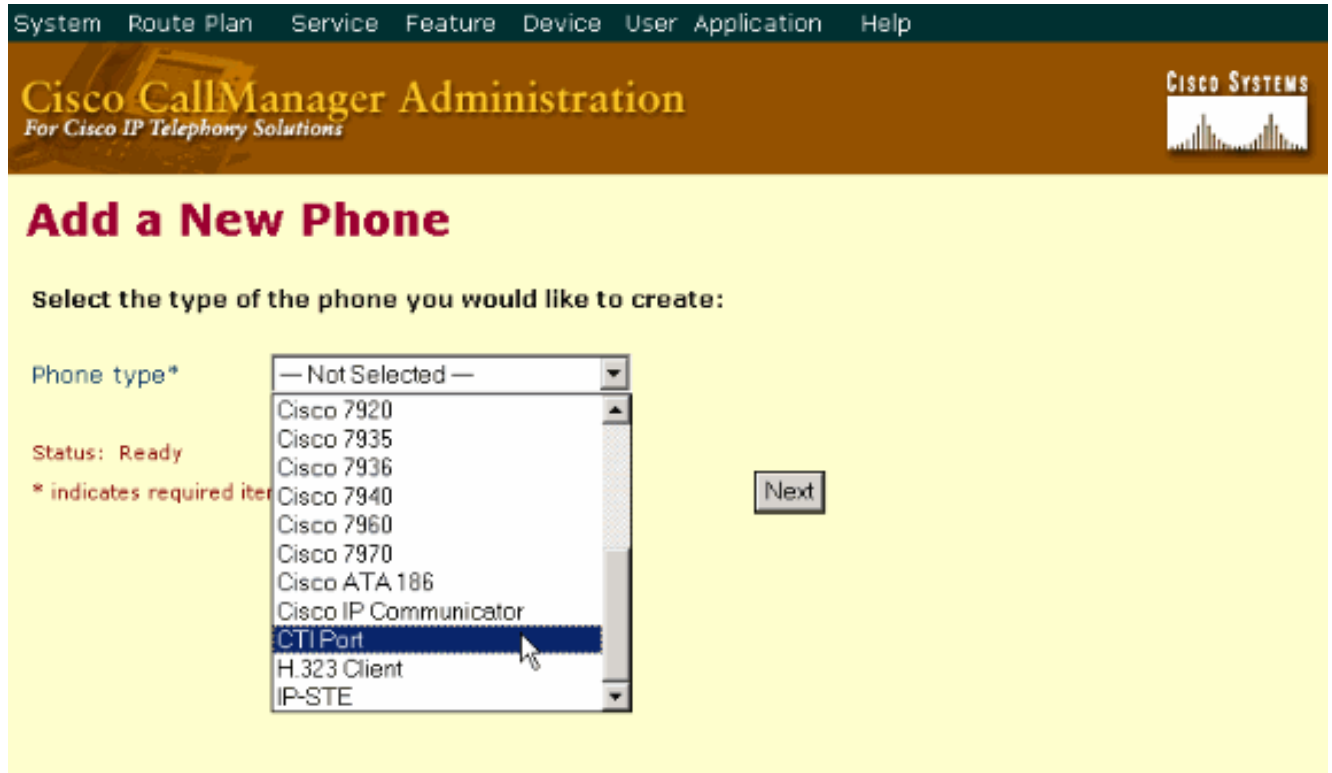 System Route Plan Service Feature Device User Application Help
Cisco CallManager Administration
For Cisco IP Telephony Solutions
CISCO SYSTEMS
Add a New Phone
Select the type of the phone you would like to create:
Phone type*
— Not Selected —
Cisco 7920
Cisco 7935
Cisco 7936
Cisco 7940
Cisco 7960
Cisco 7970
Cisco ATA 186
Cisco IP Communicator
CTI Port
H.323 Client
IP-STE
Status: Ready
* indicates required
Next